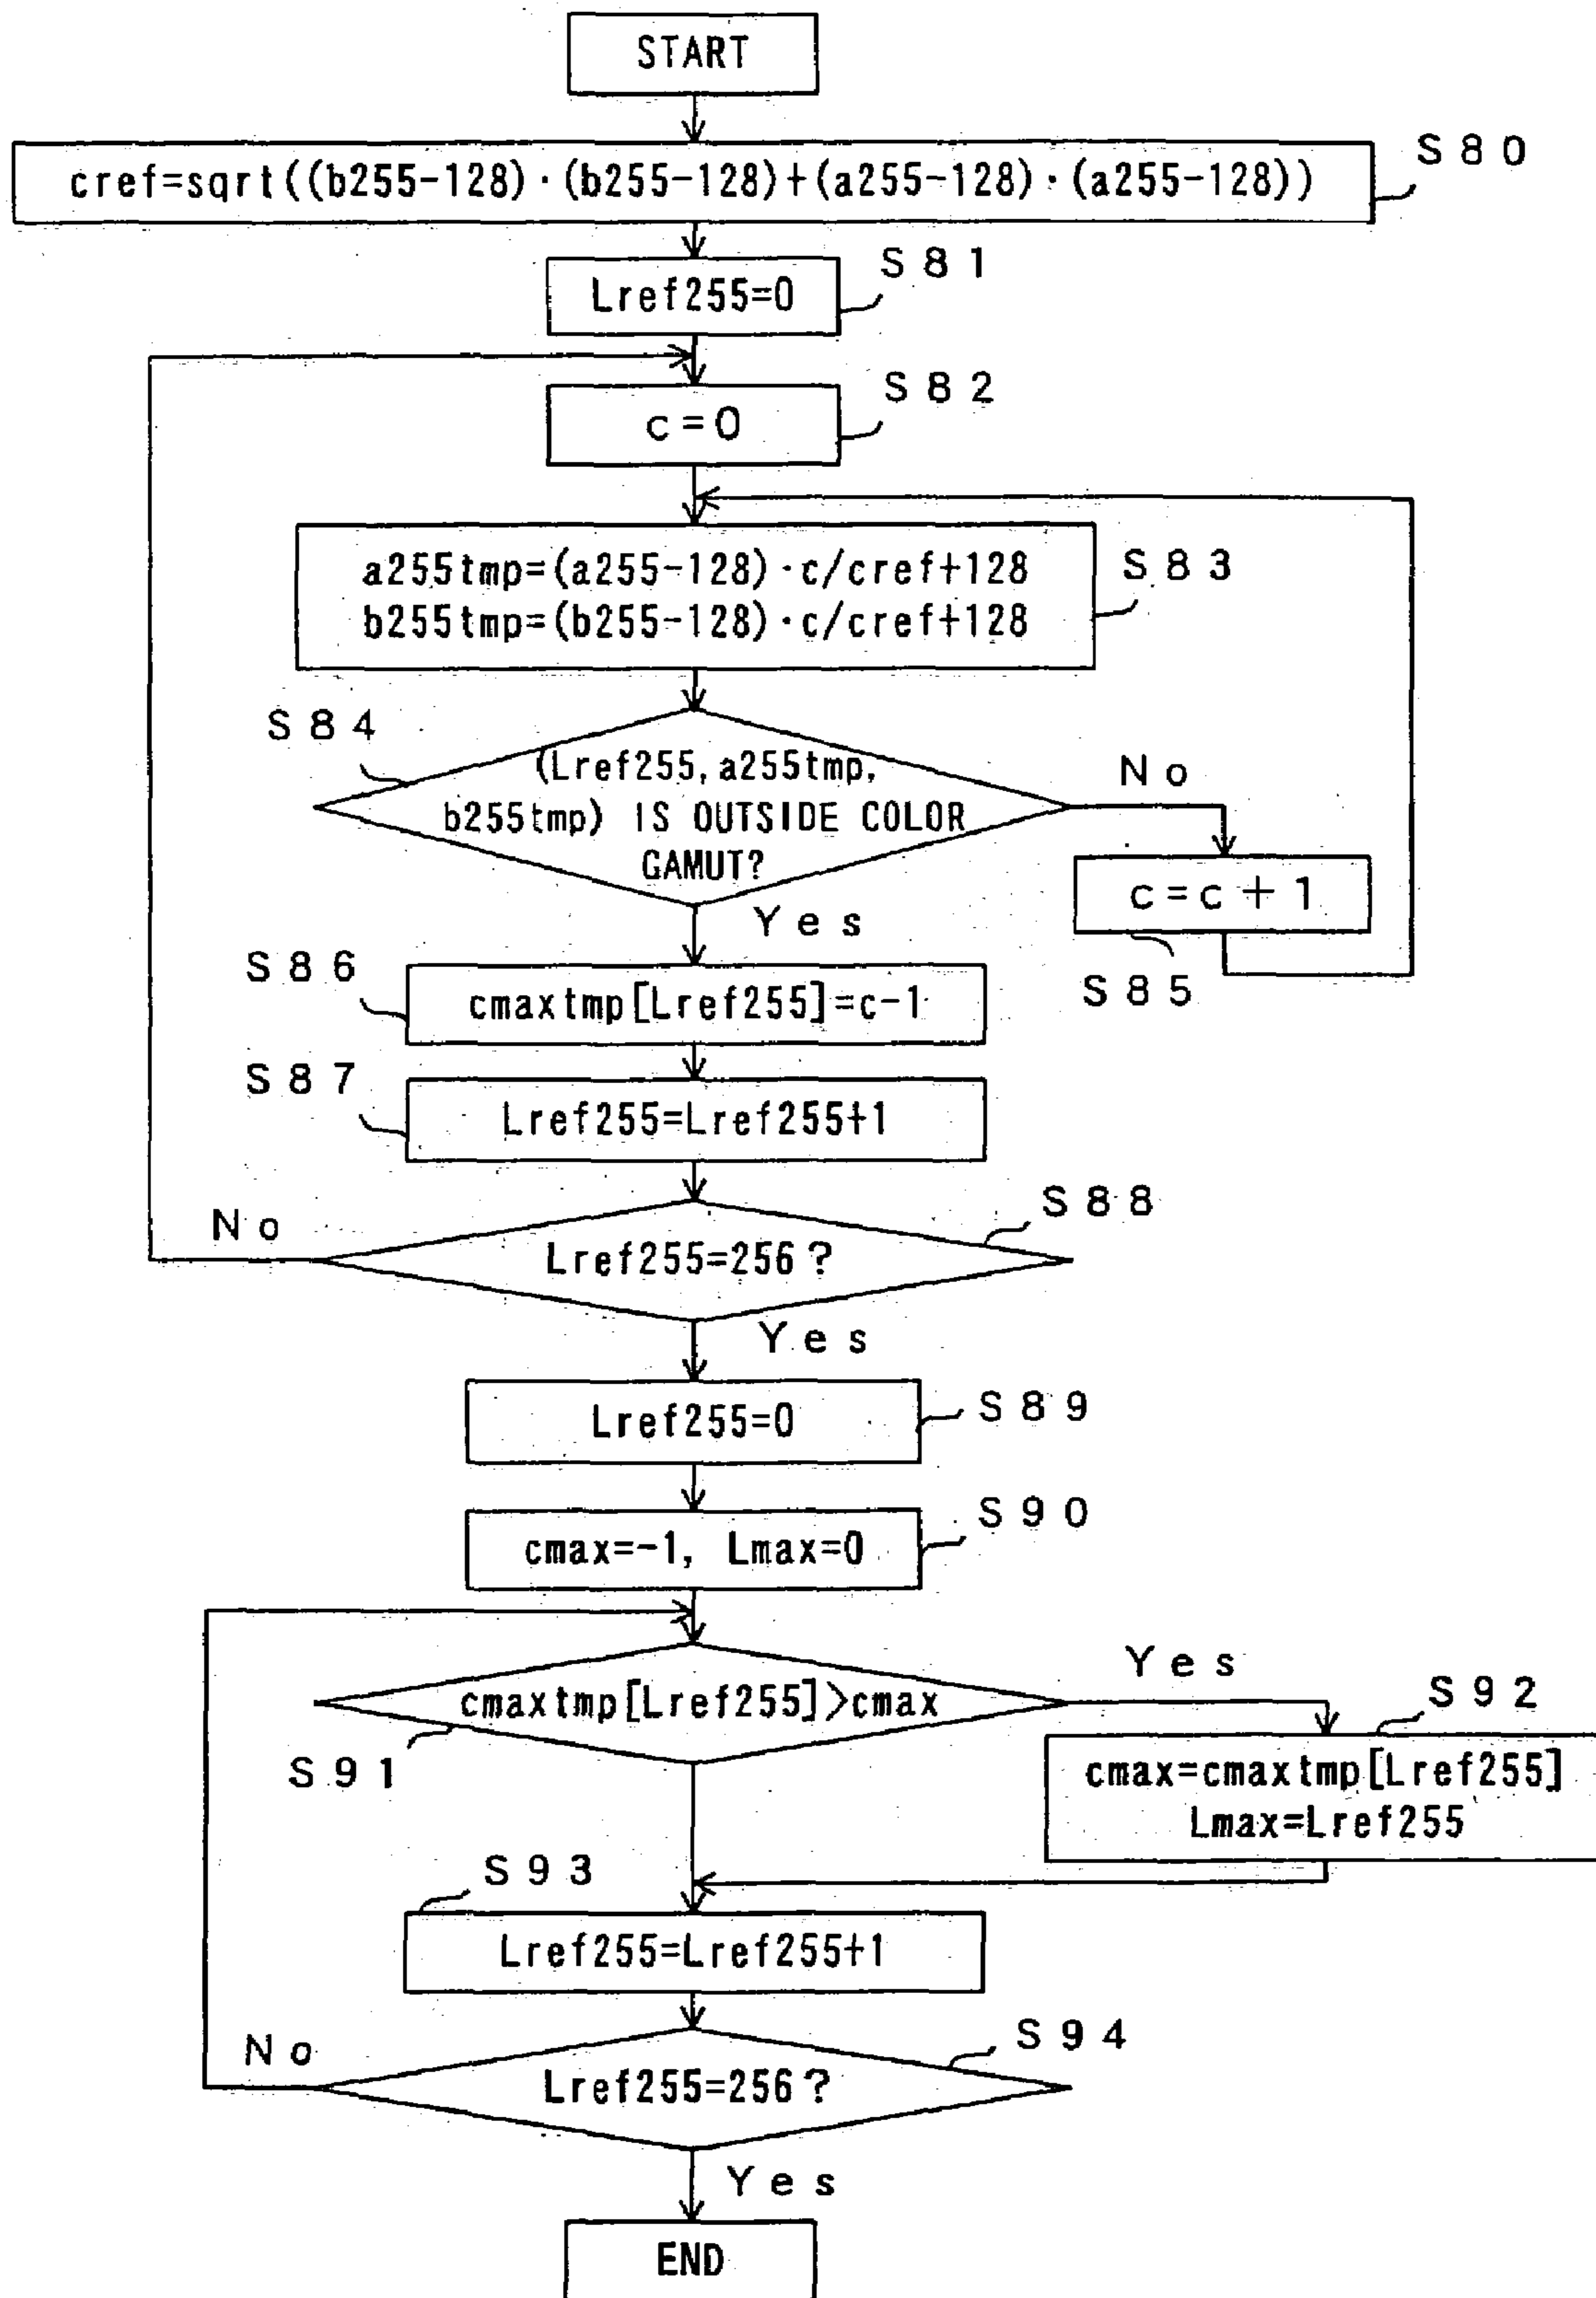 START
S80
cref=sqrt((b255-128)·(b255-128)+(a255-128)·(a255-128))
S81
Lref255=0
S82
c=0
S83
a255tmp=(a255-128)·c/cref+128
b255tmp=(b255-128)·c/cref+128
S84
(Lref255, a255tmp,
b255tmp) IS OUTSIDE COLOR
GAMUT?
No
c=c+1
S85
Yes
S86
cmaxtmp[Lref255]=c-1
S87
Lref255=Lref255+1
S88
No
Lref255=256?
Yes
S89
Lref255=0
S90
cmax=-1, Lmax=0
S91
cmaxtmp[Lref255]>cmax
Yes
S92
cmax=cmaxtmp[Lref255]
Lmax=Lref255
S93
Lref255=Lref255+1
S94
No
Lref255=256?
Yes
END